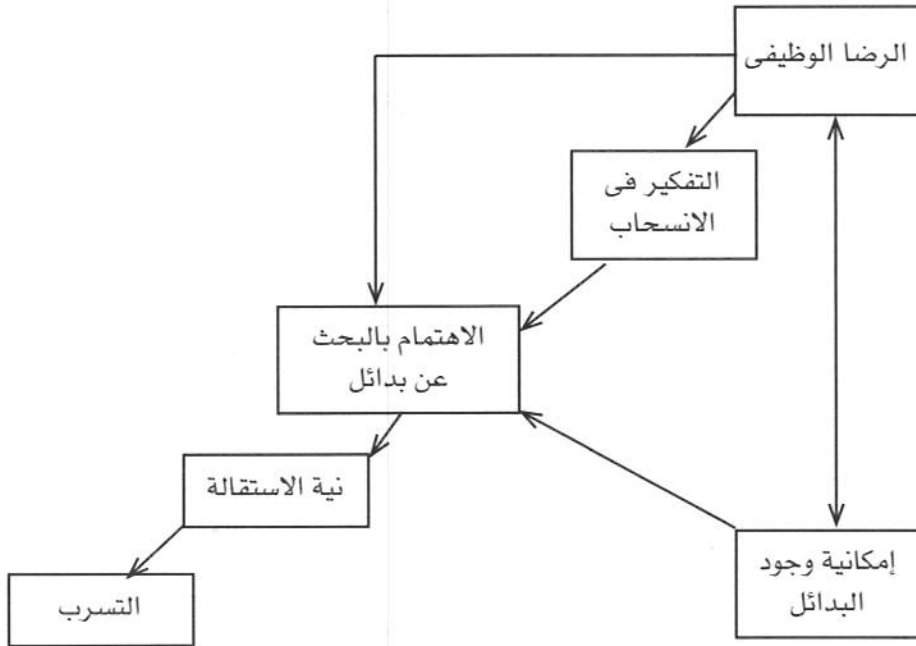 الرضا الوظيفى
التفكير فى
الانسحاب
الاهتمام بالبحث
عن بدائل
نية الاستقالة
إمكانية وجود
البدائل
التسرب